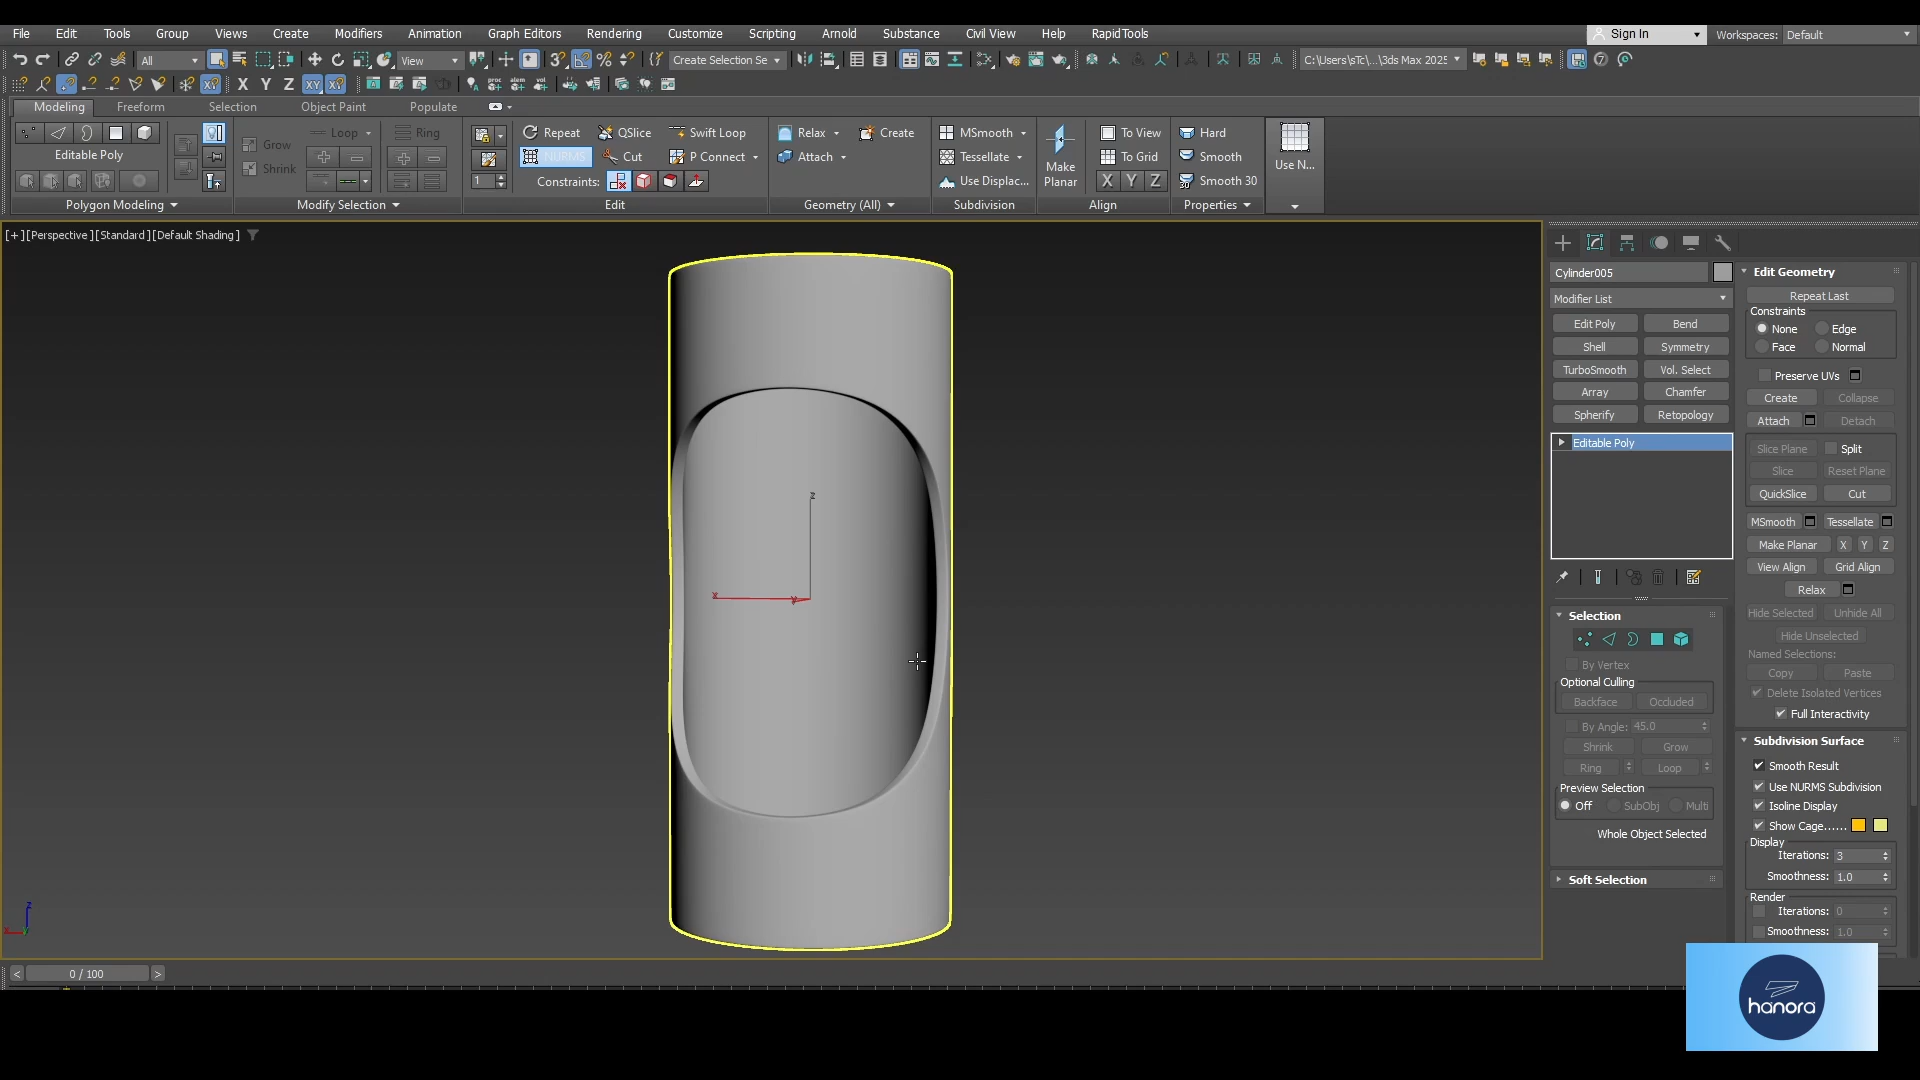 File Edit Tools Group Views Create Modifiers Animation Graph Editors Rendering Customize Scripting Arnold Substance Civil View Help RapidTools Sign In Workspaces: Default
All View Create Selection Se C:\Users\sTc\...\3ds Max 2025
X Y Z XY XY
Modeling Freeform Selection Object Paint Populate
Editable Poly
Polygon Modeling
Grow Shrink Loop Ring
Modify Selection
Repeat QSlice Swift Loop
NURMS Cut P Connect
1 Constraints:
Edit
Relax Create
Attach
Geometry (All)
MSmooth
Tessellate
Use Displac...
Subdivision
Make Planar
To View
To Grid
X Y Z
Align
Hard
Smooth
Smooth 30
Properties
Use N...
[+][Perspective][Standard][Default Shading]
z
x y
z
x y
Cylinder005
Modifier List
Edit Poly Bend
Shell Symmetry
TurboSmooth Vol. Select
Array Chamfer
Spherify Retopology
Editable Poly
Selection
By Vertex
Optional Culling
Backface Occluded
By Angle: 45.0
Shrink Grow
Ring Loop
Preview Selection
Off SubObj Multi
Whole Object Selected
Soft Selection
Edit Geometry
Repeat Last
Constraints
None Edge
Face Normal
Preserve UVs
Create Collapse
Attach Detach
Slice Plane Split
Slice Reset Plane
QuickSlice Cut
MSmooth Tessellate
Make Planar X Y Z
View Align Grid Align
Relax
Hide Selected Unhide All
Hide Unselected
Named Selections:
Copy Paste
Delete Isolated Vertices
Full Interactivity
Subdivision Surface
Smooth Result
Use NURMS Subdivision
Isoline Display
Show Cage......
Display
Iterations: 3
Smoothness: 1.0
Render
Iterations: 0
Smoothness: 1.0
< 0 / 100 >
hanora